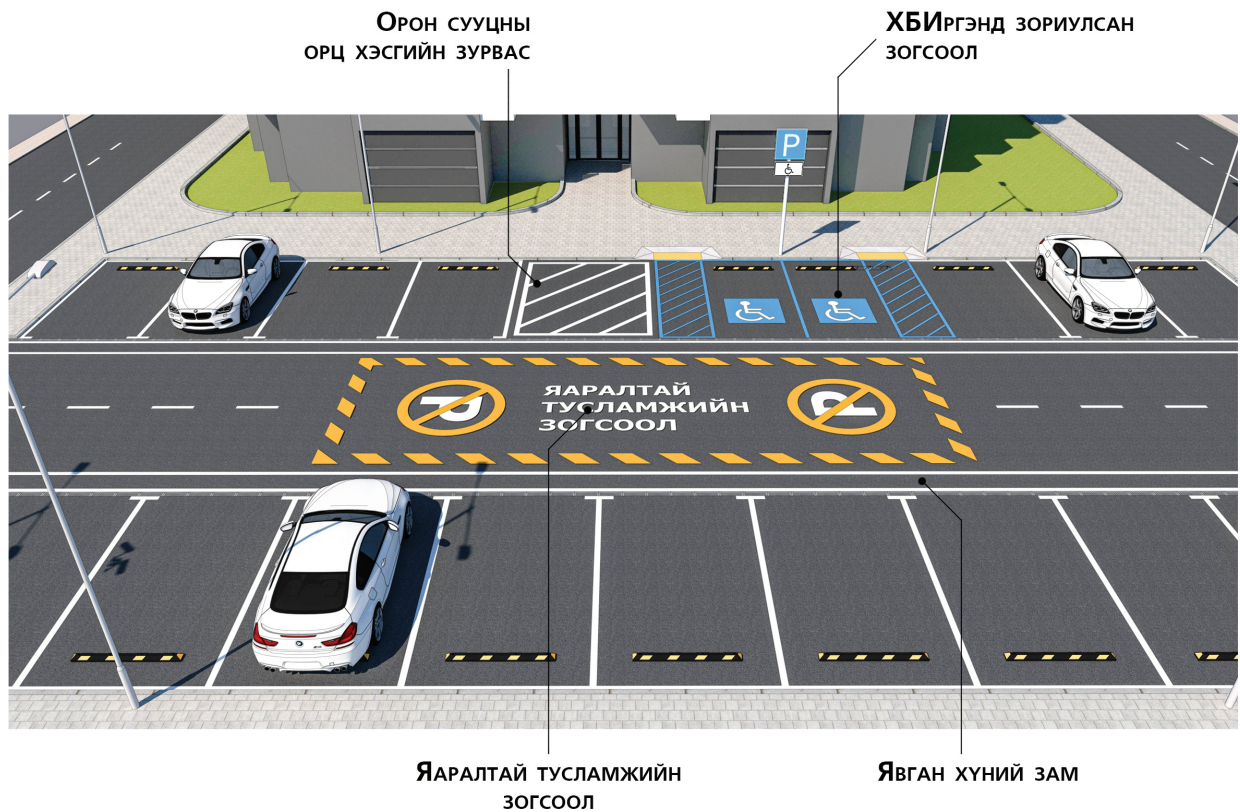 Орон сууцны
орц хэсгийн зурвас
ХБИргэнд зориулсан
зогсоол
P
P
ЯАРАЛТАЙ
ТУСЛАМЖИЙН
ЗОГСООЛ
P
Яаралтай тусламжийн
зогсоол
Явган хүний зам